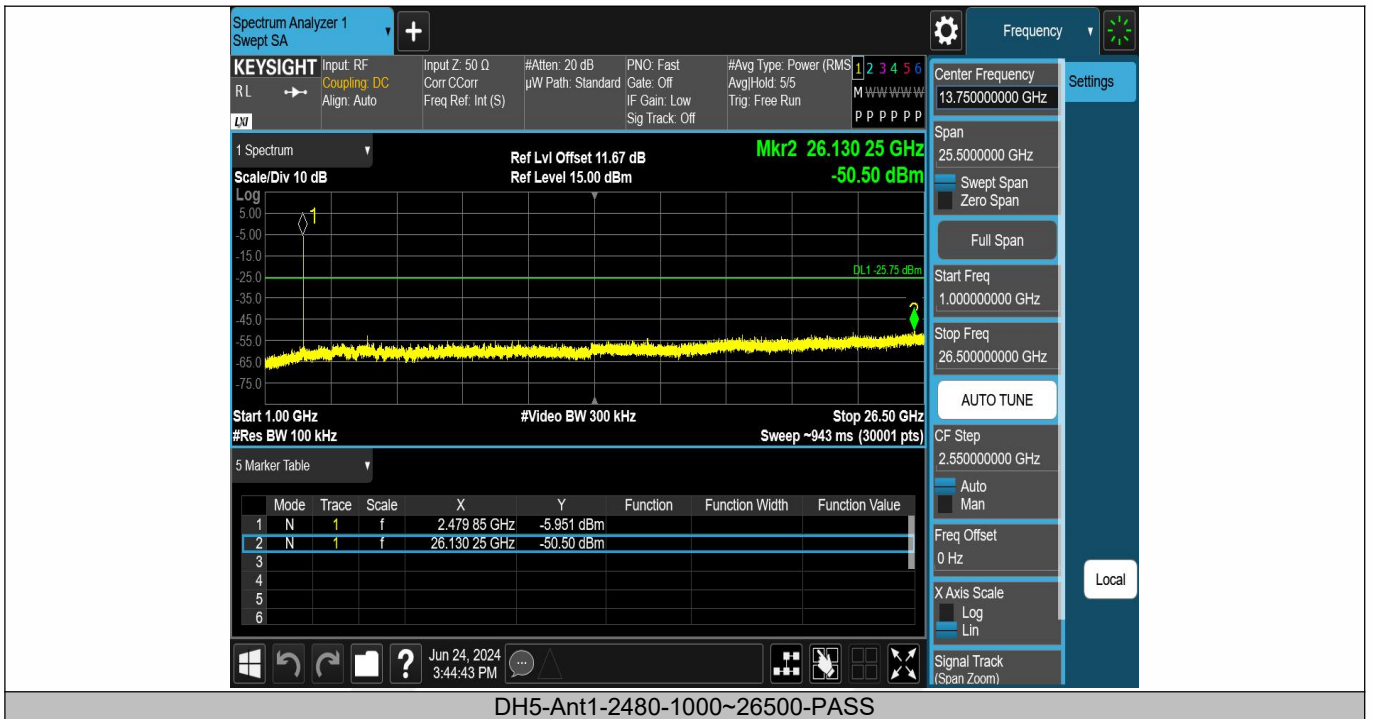 Spectrum Analyzer 1
Swept SA
+
Frequency
KEYSIGHT
RL
LXI
Input: RF
Coupling: DC
Align: Auto
Input Z: 50 Ω
Corr CCorr
Freq Ref: Int (S)
#Atten: 20 dB
µW Path: Standard
PNO: Fast
Gate: Off
IF Gain: Low
Sig Track: Off
#Avg Type: Power (RMS
Avg|Hold: 5/5
Trig: Free Run
1 2 3 4 5 6
M W W W W W
P P P P P P
Center Frequency
13.750000000 GHz
Settings
Span
25.5000000 GHz
Swept Span
Zero Span
Full Span
Start Freq
1.000000000 GHz
Stop Freq
26.500000000 GHz
AUTO TUNE
CF Step
2.550000000 GHz
Auto
Man
Freq Offset
0 Hz
X Axis Scale
Log
Lin
Signal Track
(Span Zoom)
Local
1 Spectrum
Scale/Div 10 dB
Ref Lvl Offset 11.67 dB
Ref Level 15.00 dBm
Mkr2 26.130 25 GHz
-50.50 dBm
Log
5.00
-5.00
-15.0
-25.0
-35.0
-45.0
-55.0
-65.0
-75.0
1
DL1 -25.75 dBm
2
Start 1.00 GHz
#Video BW 300 kHz
Stop 26.50 GHz
#Res BW 100 kHz
Sweep ~943 ms (30001 pts)
5 Marker Table
Mode Trace Scale X Y Function Function Width Function Value
1 N 1 f 2.479 85 GHz -5.951 dBm
2 N 1 f 26.130 25 GHz -50.50 dBm
3
4
5
6
?
Jun 24, 2024
3:44:43 PM
DH5-Ant1-2480-1000~26500-PASS